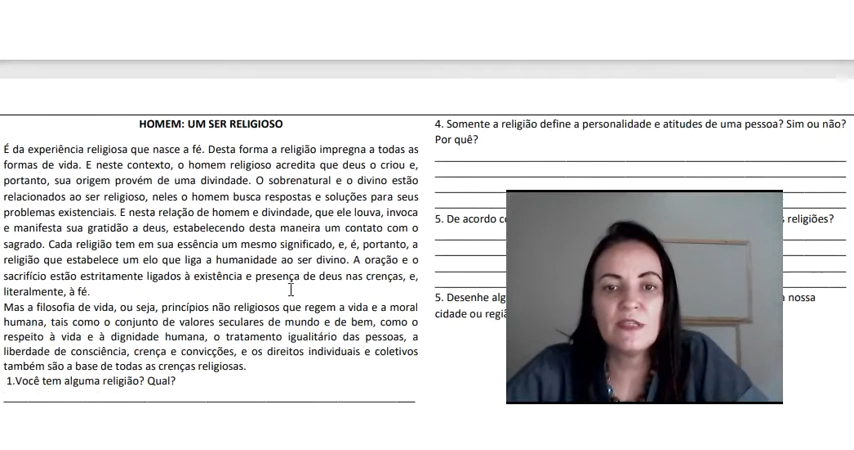 HOMEM: UM SER RELIGIOSO
É da experiência religiosa que nasce a fé. Desta forma a religião impregna a todas as
formas de vida. E neste contexto, o homem religioso acredita que deus o criou e,
portanto, sua origem provém de uma divindade. O sobrenatural e o divino estão
relacionados ao ser religioso, neles o homem busca respostas e soluções para seus
problemas existenciais. E nesta relação de homem e divindade, que ele louva, invoca
e manifesta sua gratidão a deus, estabelecendo desta maneira um contato com o
sagrado. Cada religião tem em sua essência um mesmo significado, e, é, portanto, a
religião que estabelece um elo que liga a humanidade ao ser divino. A oração e o
sacrifício estão estritamente ligados à existência e presença de deus nas crenças, e,
literalmente, à fé.
Mas a filosofia de vida, ou seja, princípios não religiosos que regem a vida e a moral
humana, tais como o conjunto de valores seculares de mundo e de bem, como o
respeito à vida e à dignidade humana, o tratamento igualitário das pessoas, a
liberdade de consciência, crença e convicções, e os direitos individuais e coletivos
também são a base de todas as crenças religiosas.
1.Você tem alguma religião? Qual?
4. Somente a religião define a personalidade e atitudes de uma pessoa? Sim ou não?
Por quê?
5. De acordo religiões?
5. Desenhe nossa
cidade ou